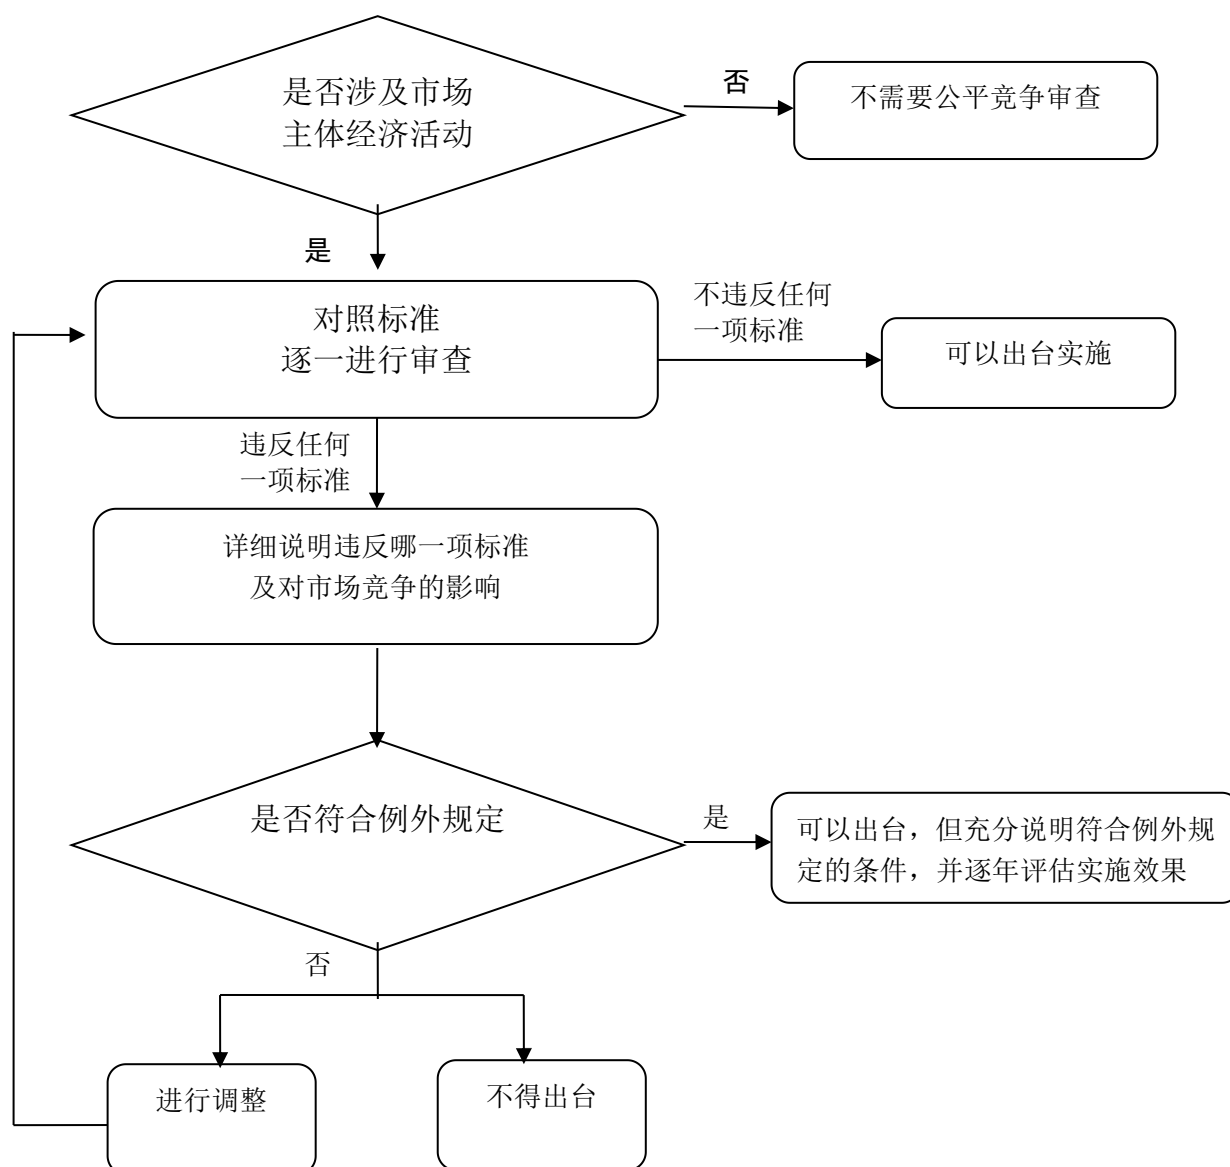 是否涉及市场
主体经济活动
否
不需要公平竞争审查
是
对照标准
逐一进行审查
不违反任何
一项标准
可以出台实施
违反任何
一项标准
详细说明违反哪一项标准
及对市场竞争的影响
是否符合例外规定
是
可以出台，但充分说明符合例外规
定的条件，并逐年评估实施效果
否
进行调整
不得出台